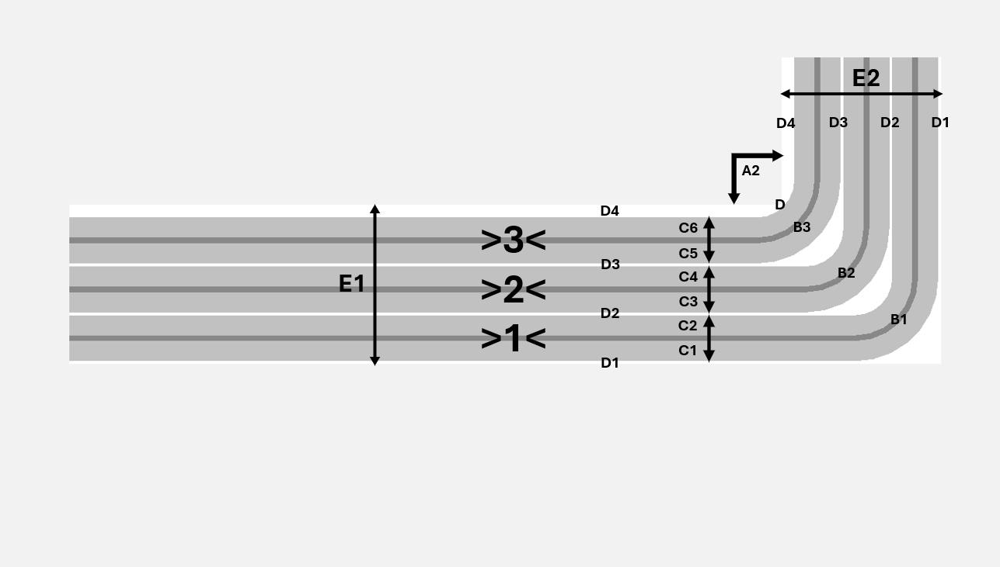 E2
D4 D3 D2 D1
A2
D
D4
C6
B3
>3<
C5
D3
B2
C4
E1
>2<
C3
D2
B1
C2
>1<
C1
D1